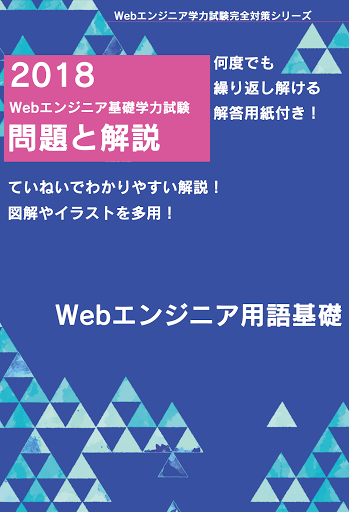 Webエンジニア学力試験完全対策シリーズ
2018
Webエンジニア基礎学力試験
問題と解説
何度でも
繰り返し解ける
解答用紙付き！
ていねいでわかりやすい解説！
図解やイラストを多用！
Webエンジニア用語基礎